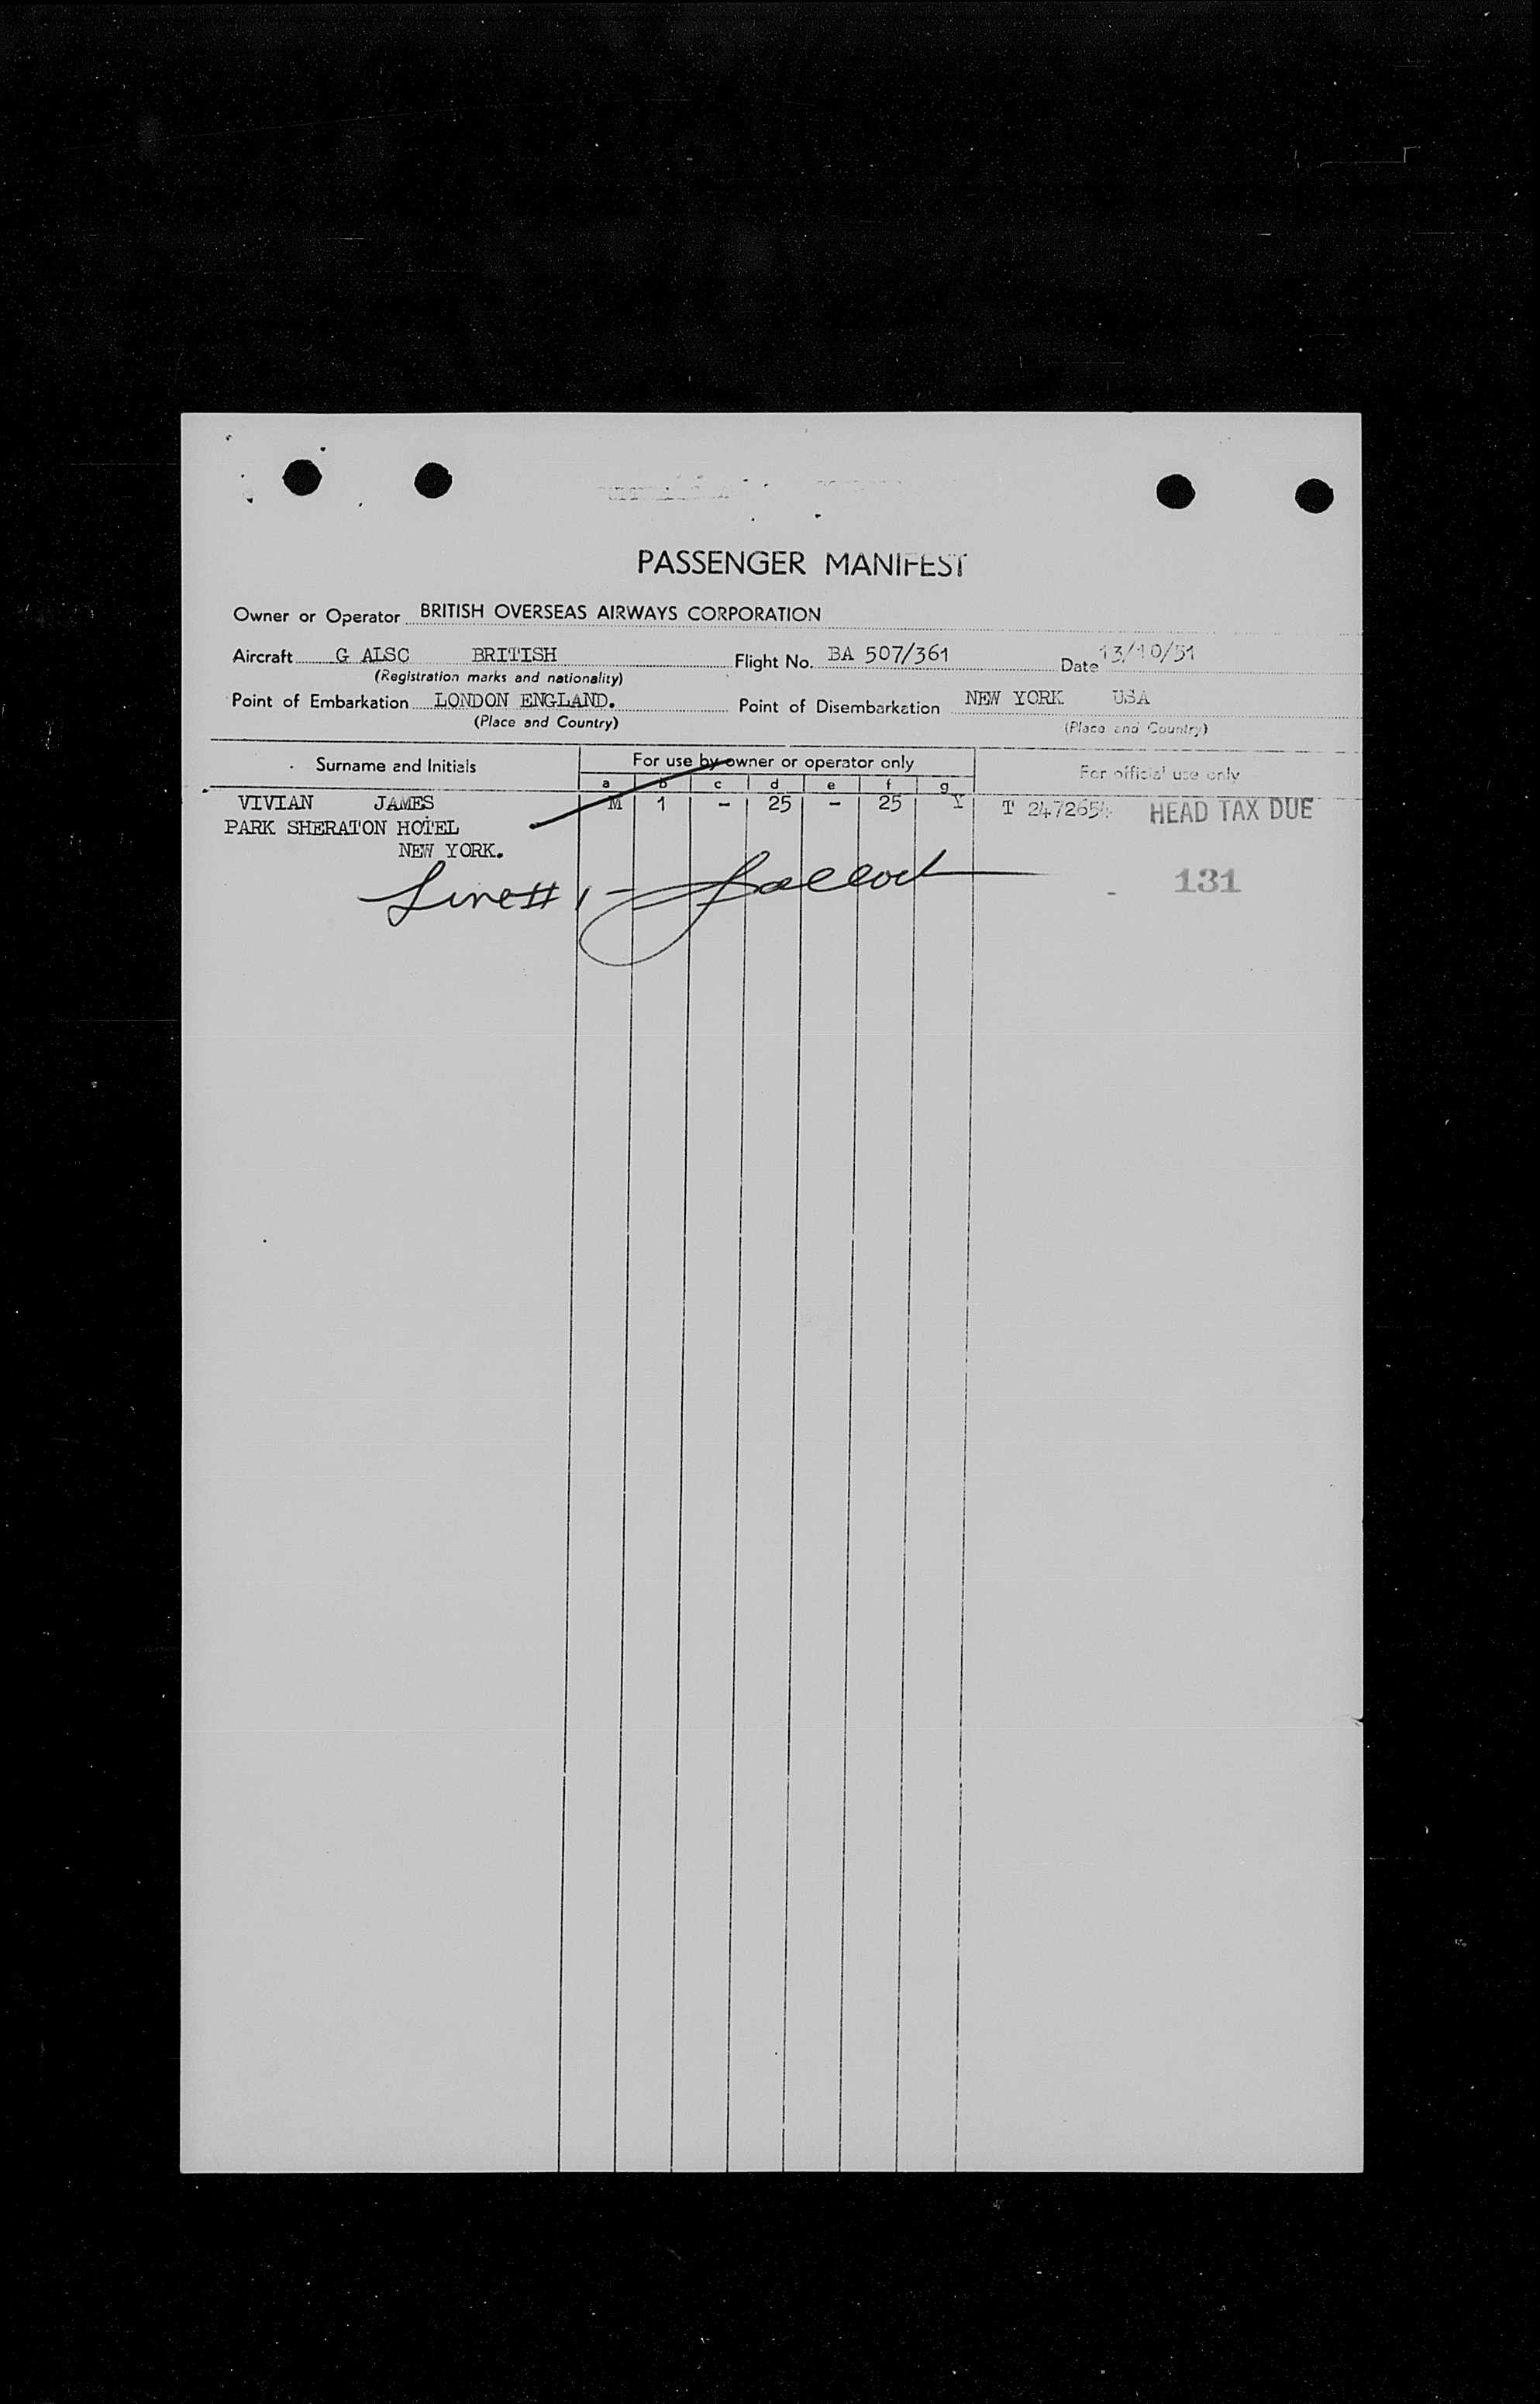 PASSENGER MANIFEST
Owner or Operator BRITISH OVERSEAS AIRWAYS CORPORATION
Aircraft G ALSC BRITISH Flight No. BA 507/361 Date 13/10/51
(Registration marks and nationality)
Point of Embarkation LONDON ENGLAND. Point of Disembarkation NEW YORK USA
(Place and Country) (Place and Country)
Surname and Initials For use by owner or operator only For official use only
a b c d e f g
VIVIAN JAMES M 1 - 25 - 25 Y T 2472654 HEAD TAX DUE
PARK SHERATON HOTEL
NEW YORK.
Line # 1 - 
- 131